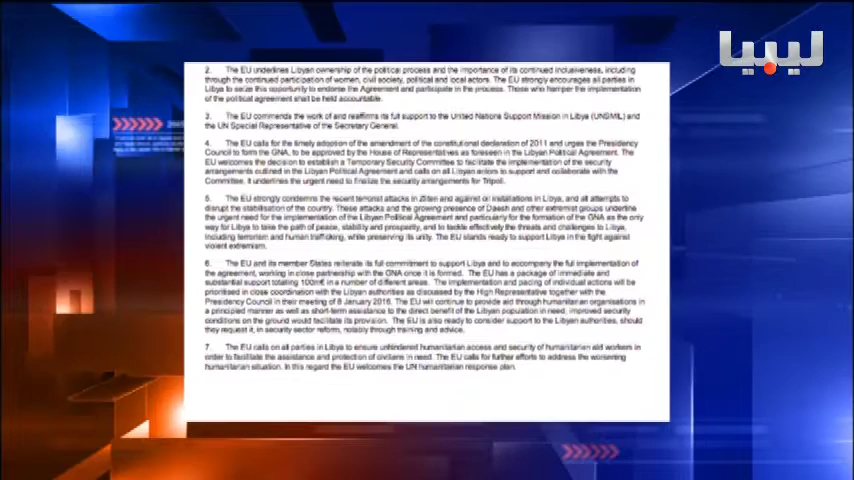 ليبيا
2. The EU underlines Libyan ownership of the political process and the importance of its continued inclusiveness, including
through the continued participation of women, civil society, political and local actors. The EU strongly encourages all parties in
Libya to seize this opportunity to endorse the Agreement and participate in the process. Those who hamper the implementation
of the political agreement shall be held accountable.
3. The EU commends the work of and reaffirms its full support to the United Nations Support Mission in Libya (UNSMIL) and
the UN Special Representative of the Secretary General.
4. The EU calls for the timely adoption of the amendment of the constitutional declaration of 2011 and urges the Presidency
Council to form the GNA, to be approved by the House of Representatives as foreseen in the Libyan Political Agreement. The
EU welcomes the decision to establish a Temporary Security Committee to facilitate the implementation of the security
arrangements outlined in the Libyan Political Agreement and calls on all Libyan actors to support and collaborate with the
Committee. It underlines the urgent need to finalize the security arrangements for Tripoli.
5. The EU strongly condemns the recent terrorist attacks in Zliten and against oil installations in Libya, and all attempts to
disrupt the stabilisation of the country. These attacks and the growing presence of Daesh and other extremist groups underline
the urgent need for the implementation of the Libyan Political Agreement and particularly for the formation of the GNA as the only
way for Libya to take the path of peace, stability and prosperity, and to tackle effectively the threats and challenges to Libya,
including terrorism and human trafficking, while preserving its unity. The EU stands ready to support Libya in the fight against
violent extremism.
6. The EU and its member States reiterate its full commitment to support Libya and to accompany the full implementation of
the agreement, working in close partnership with the GNA once it is formed. The EU has a package of immediate and
substantial support totaling 100m€ in a number of different areas. The implementation and pacing of individual actions will be
prioritised in close coordination with the Libyan authorities as discussed by the High Representative together with the
Presidency Council in their meeting of 8 January 2016. The EU will continue to provide aid through humanitarian organisations in
a principled manner as well as short-term assistance to the direct benefit of the Libyan population in need; improved security
conditions on the ground would facilitate its provision. The EU is also ready to consider support to the Libyan authorities, should
they request it, in security sector reform, notably through training and advice.
7. The EU calls on all parties in Libya to ensure unhindered humanitarian access and security of humanitarian aid workers in
order to facilitate the assistance and protection of civilians in need. The EU calls for further efforts to address the worsening
humanitarian situation. In this regard the EU welcomes the UN humanitarian response plan.